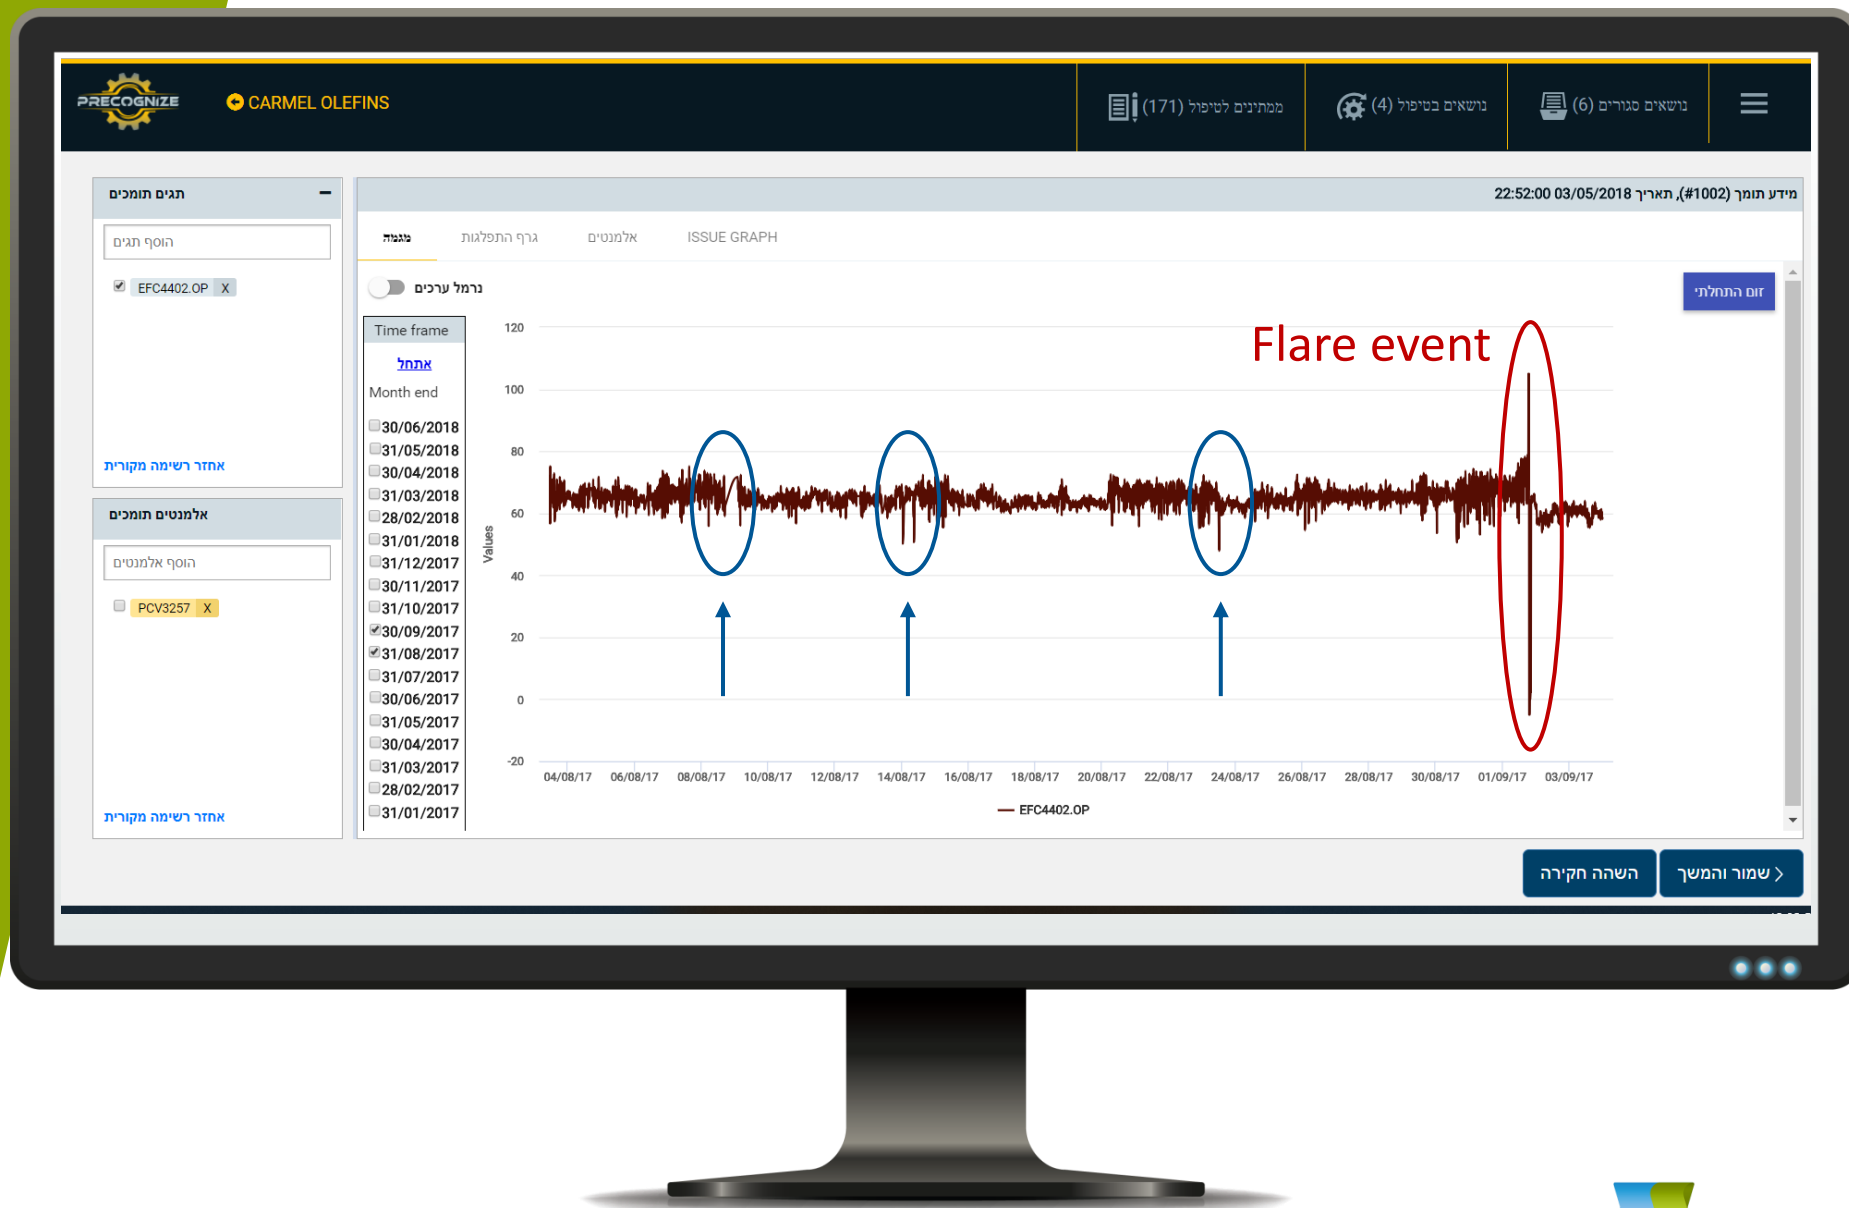 PRECOGNIZE
CARMEL OLEFINS
ממתינים לטיפול (171)
נושאים בטיפול (4)
נושאים סגורים (6)
תגים תומכים
הוסף תגים
EFC4402.OP X
אחזר רשימה מקורית
אלמנטים תומכים
הוסף אלמנטים
PCV3257 X
אחזר רשימה מקורית
מידע תומך (#1002), תאריך 03/05/2018 22:52:00
מגמה
גרף התפלגות
אלמנטים
ISSUE GRAPH
נרמל ערכים
זום התחלתי
Time frame
אתחל
Month end
30/06/2018
31/05/2018
30/04/2018
31/03/2018
28/02/2018
31/01/2018
31/12/2017
30/11/2017
31/10/2017
30/09/2017
31/08/2017
31/07/2017
30/06/2017
31/05/2017
30/04/2017
31/03/2017
28/02/2017
31/01/2017
Flare event
Values
120
100
80
60
40
20
0
-20
04/08/17 06/08/17 08/08/17 10/08/17 12/08/17 14/08/17 16/08/17 18/08/17 20/08/17 22/08/17 24/08/17 26/08/17 28/08/17 30/08/17 01/09/17 03/09/17
EFC4402.OP
שמור והמשך
השהה חקירה